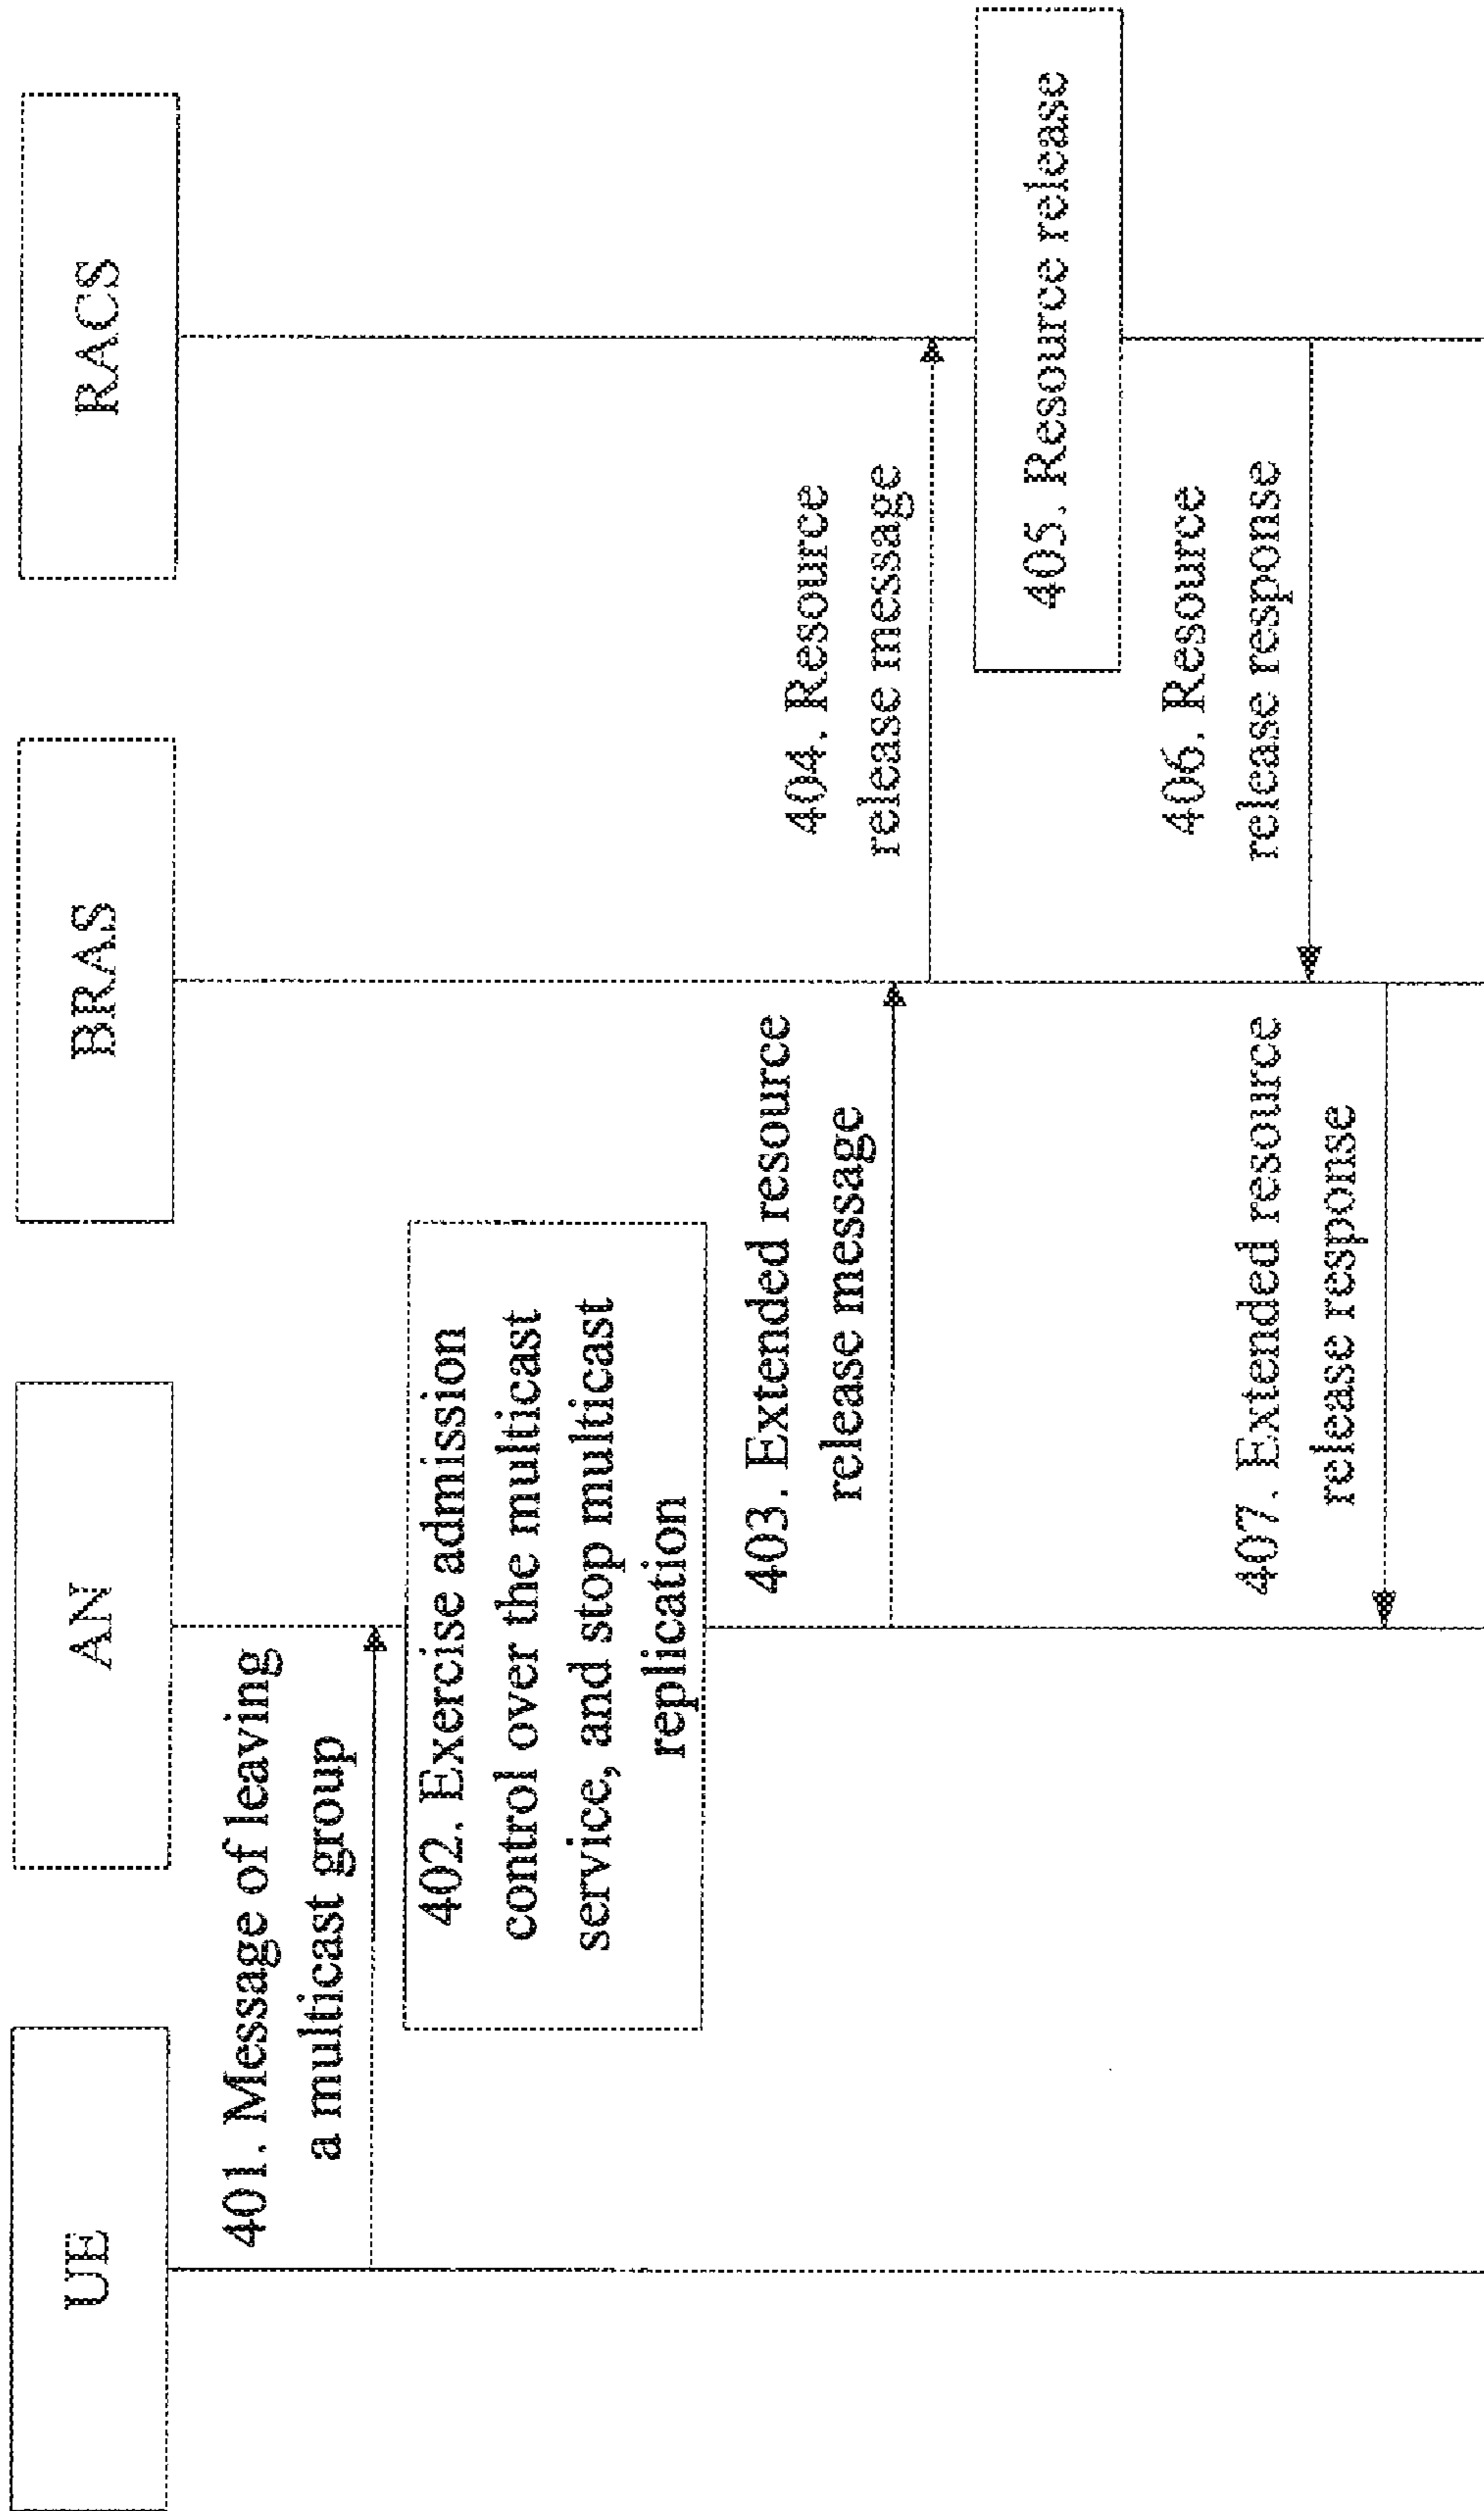 UE
AN
BRAS
RACS
401. Message of leaving
a multicast group
402. Exercise admission
control over the multicast
service, and stop multicast
replication
403. Extended resource
release message
404. Resource
release message
405. Resource release
406. Resource
release response
407. Extended resource
release response